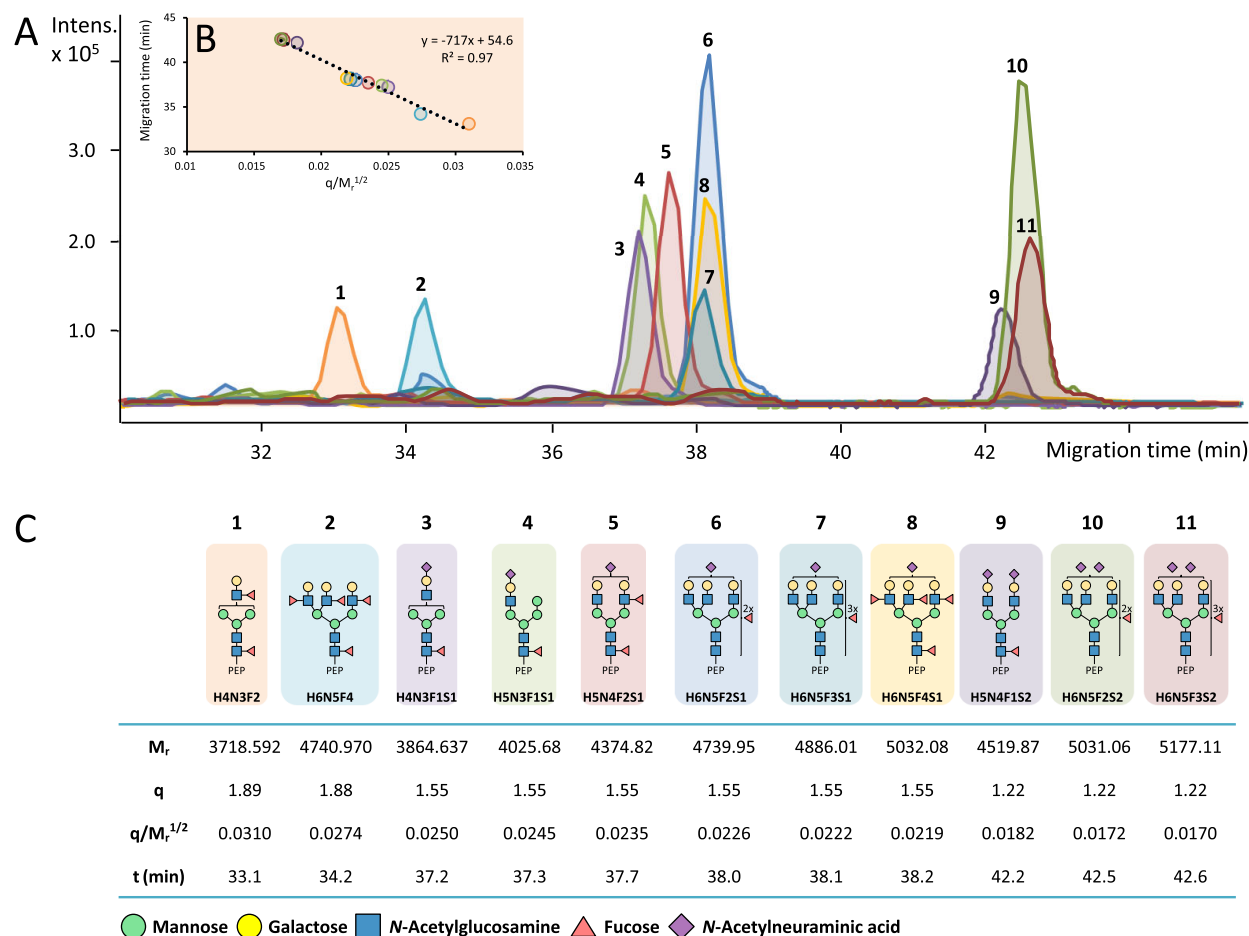 A
Intens.
x 10⁵
3.0
2.0
1.0
32
34
36
38
40
42
Migration time (min)
B
45
40
35
30
Migration time (min)
0.01
0.015
0.02
0.025
0.03
0.035
q/Mᵣ¹/²
y = -717x + 54.6
R² = 0.97
1
2
3
4
5
6
7
8
9
10
11
C
1 2 3 4 5 6 7 8 9 10 11
2x 3x 2x 3x
PEP PEP PEP PEP PEP PEP PEP PEP PEP PEP PEP
H4N3F2 H6N5F4 H4N3F1S1 H5N3F1S1 H5N4F2S1 H6N5F2S1 H6N5F3S1 H6N5F4S1 H5N4F1S2 H6N5F2S2 H6N5F3S2
Mᵣ 3718.592 4740.970 3864.637 4025.68 4374.82 4739.95 4886.01 5032.08 4519.87 5031.06 5177.11
q 1.89 1.88 1.55 1.55 1.55 1.55 1.55 1.55 1.22 1.22 1.22
q/Mᵣ¹/² 0.0310 0.0274 0.0250 0.0245 0.0235 0.0226 0.0222 0.0219 0.0182 0.0172 0.0170
t (min) 33.1 34.2 37.2 37.3 37.7 38.0 38.1 38.2 42.2 42.5 42.6
Mannose Galactose N-Acetylglucosamine Fucose N-Acetylneuraminic acid